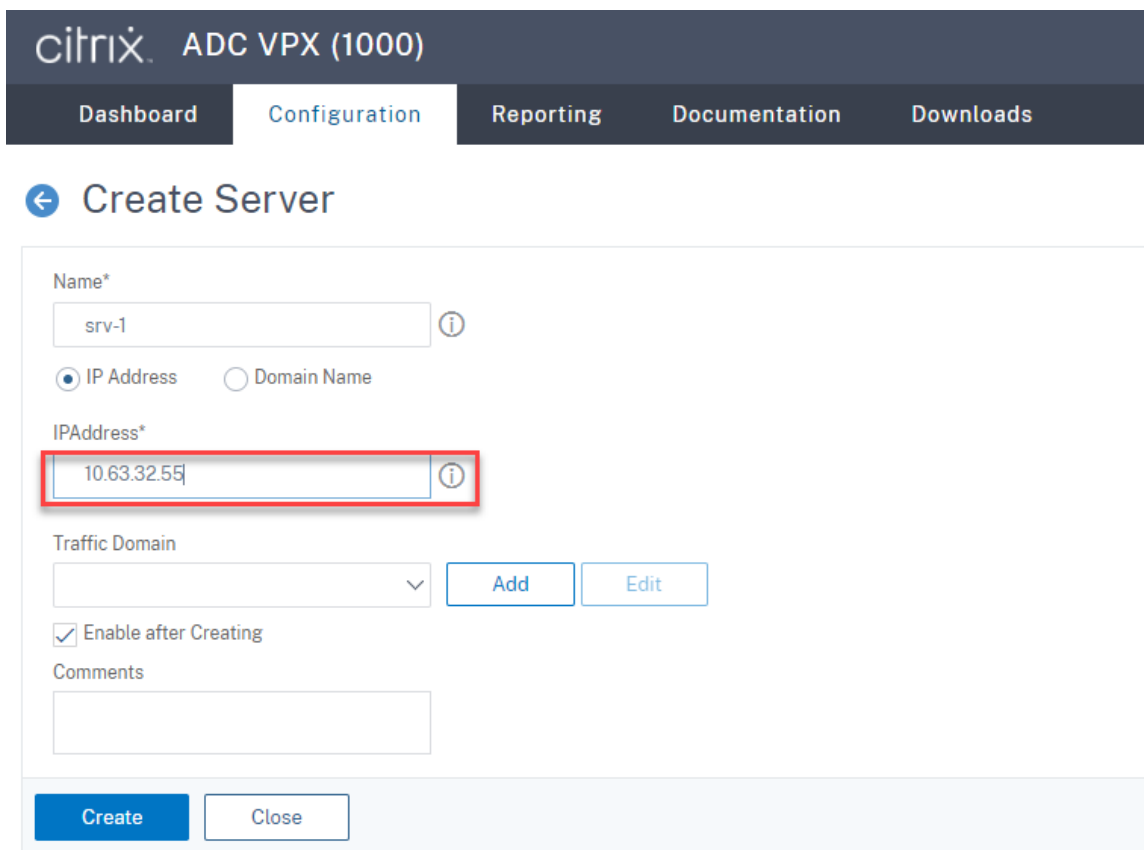 citrix. ADC VPX (1000)
Dashboard Configuration Reporting Documentation Downloads
Create Server
Name*
srv-1
IP Address Domain Name
IPAddress*
10.63.32.55
Traffic Domain
Add Edit
Enable after Creating
Comments
Create Close